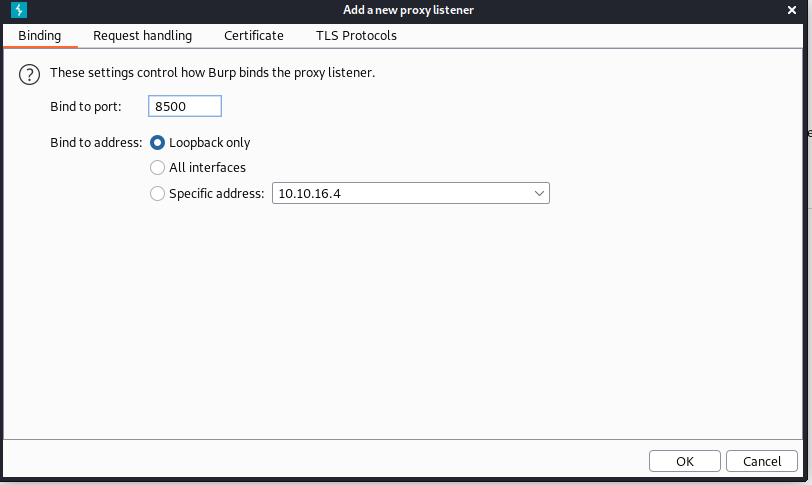 Add a new proxy listener
Binding Request handling Certificate TLS Protocols
? These settings control how Burp binds the proxy listener.
Bind to port: 8500
Bind to address: Loopback only
All interfaces
Specific address: 10.10.16.4
OK Cancel